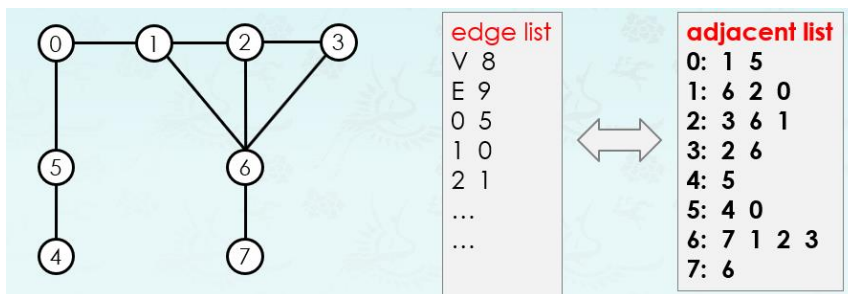 0 1 2 3
5 6
4 7
edge list
V 8
E 9
0 5
1 0
2 1
…
…
adjacent list
0: 1 5
1: 6 2 0
2: 3 6 1
3: 2 6
4: 5
5: 4 0
6: 7 1 2 3
7: 6